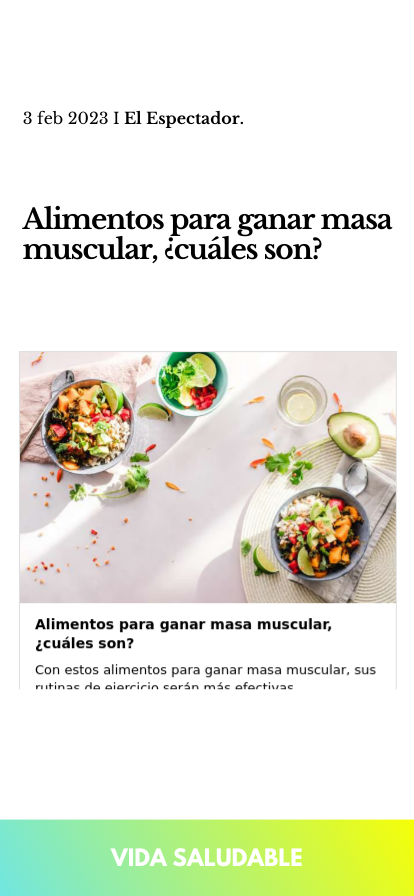 3 feb 2023 I El Espectador.
Alimentos para ganar masa
muscular, ¿cuáles son?
Alimentos para ganar masa muscular,
¿cuáles son?
Con estos alimentos para ganar masa muscular, sus
rutinas de ejercicio serán más efectivas
VIDA SALUDABLE